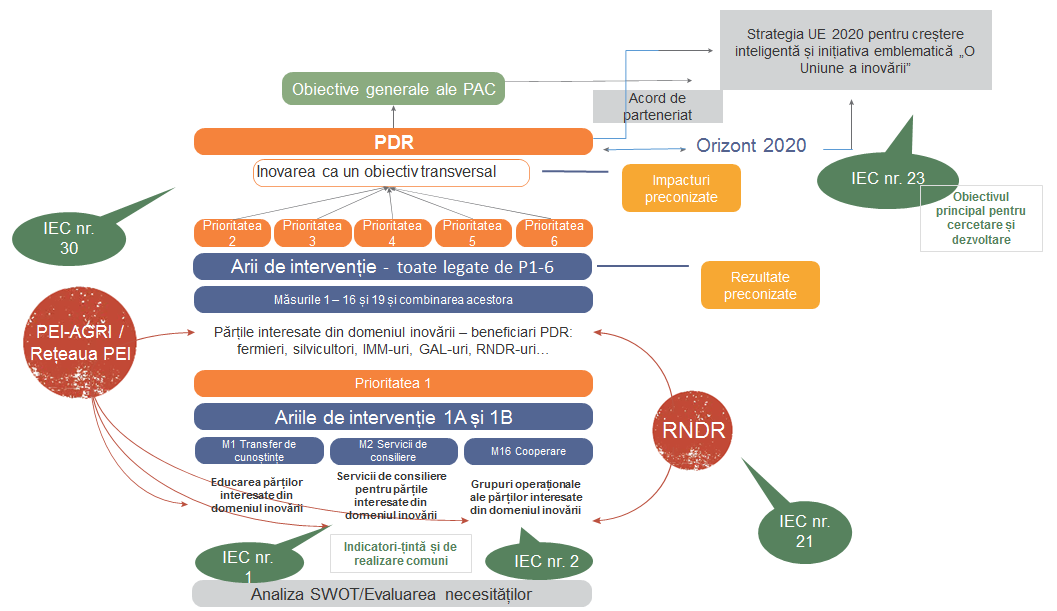 Strategia UE 2020 pentru creștere
inteligentă și inițiativa emblematică „O
Uniune a inovării”
Obiective generale ale PAC
Acord de
parteneriat
PDR
Orizont 2020
Inovarea ca un obiectiv transversal
Impacturi
preconizate
IEC nr. 23
Obiectivul
principal pentru
cercetare și
dezvoltare
IEC nr.
30
Prioritatea
2
Prioritatea
3
Prioritatea
4
Prioritatea
5
Prioritatea
6
Arii de intervenție - toate legate de P1-6
Rezultate
preconizate
Măsurile 1 – 16 și 19 și combinarea acestora
PEI-AGRI /
Rețeaua PEI
Părțile interesate din domeniul inovării – beneficiari PDR:
fermieri, silvicultori, IMM-uri, GAL-uri, RNDR-uri…
Prioritatea 1
Ariile de intervenție 1A și 1B
RNDR
M1 Transfer de
cunoștințe
M2 Servicii de
consiliere
M16 Cooperare
Educarea părților
interesate din
domeniul inovării
Servicii de consiliere
pentru părțile
interesate din
domeniul inovării
Grupuri operaționale
ale părților interesate
din domeniul inovării
IEC nr.
21
IEC nr.
1
Indicatori-țintă și de
realizare comuni
IEC nr. 2
Analiza SWOT/Evaluarea necesităților